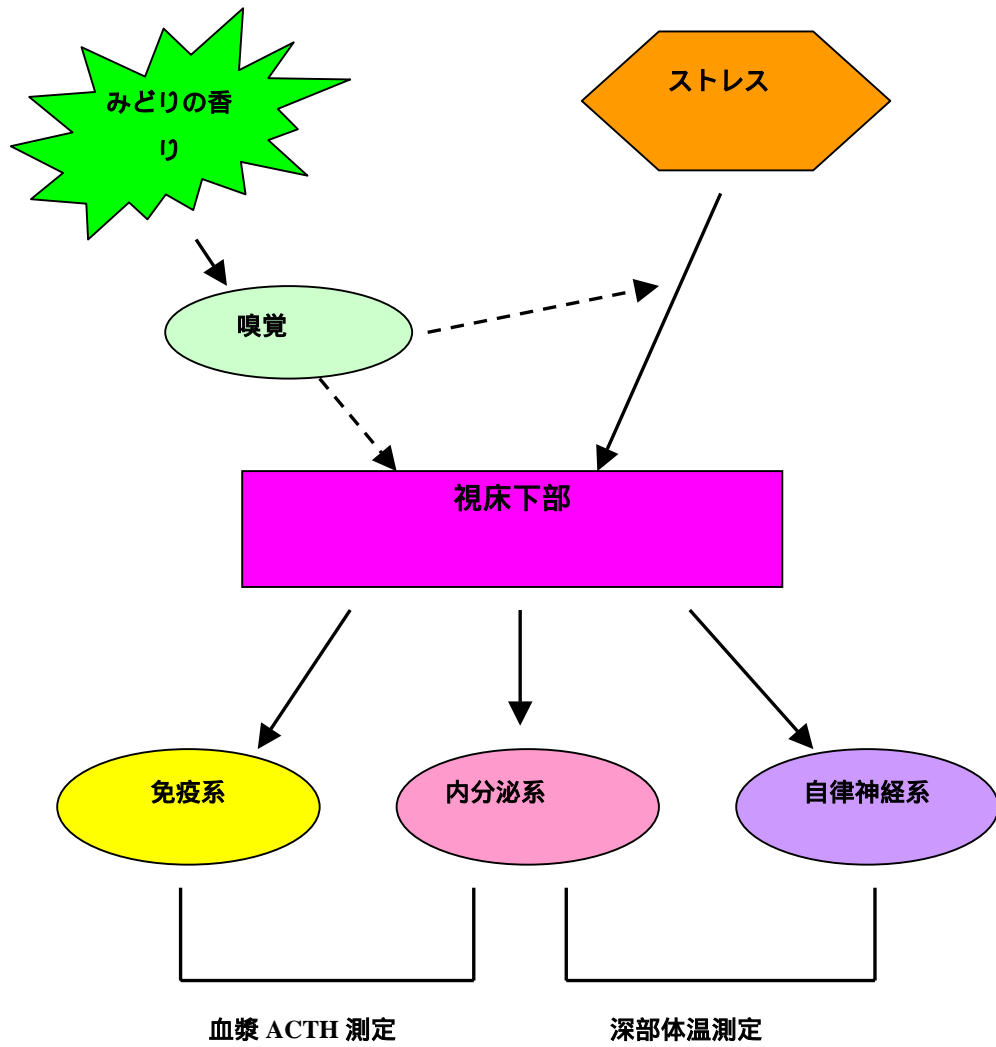 みどりの香
り
ストレス
嗅覚
視床下部
免疫系
内分泌系
自律神経系
血漿 ACTH 測定
深部体温測定